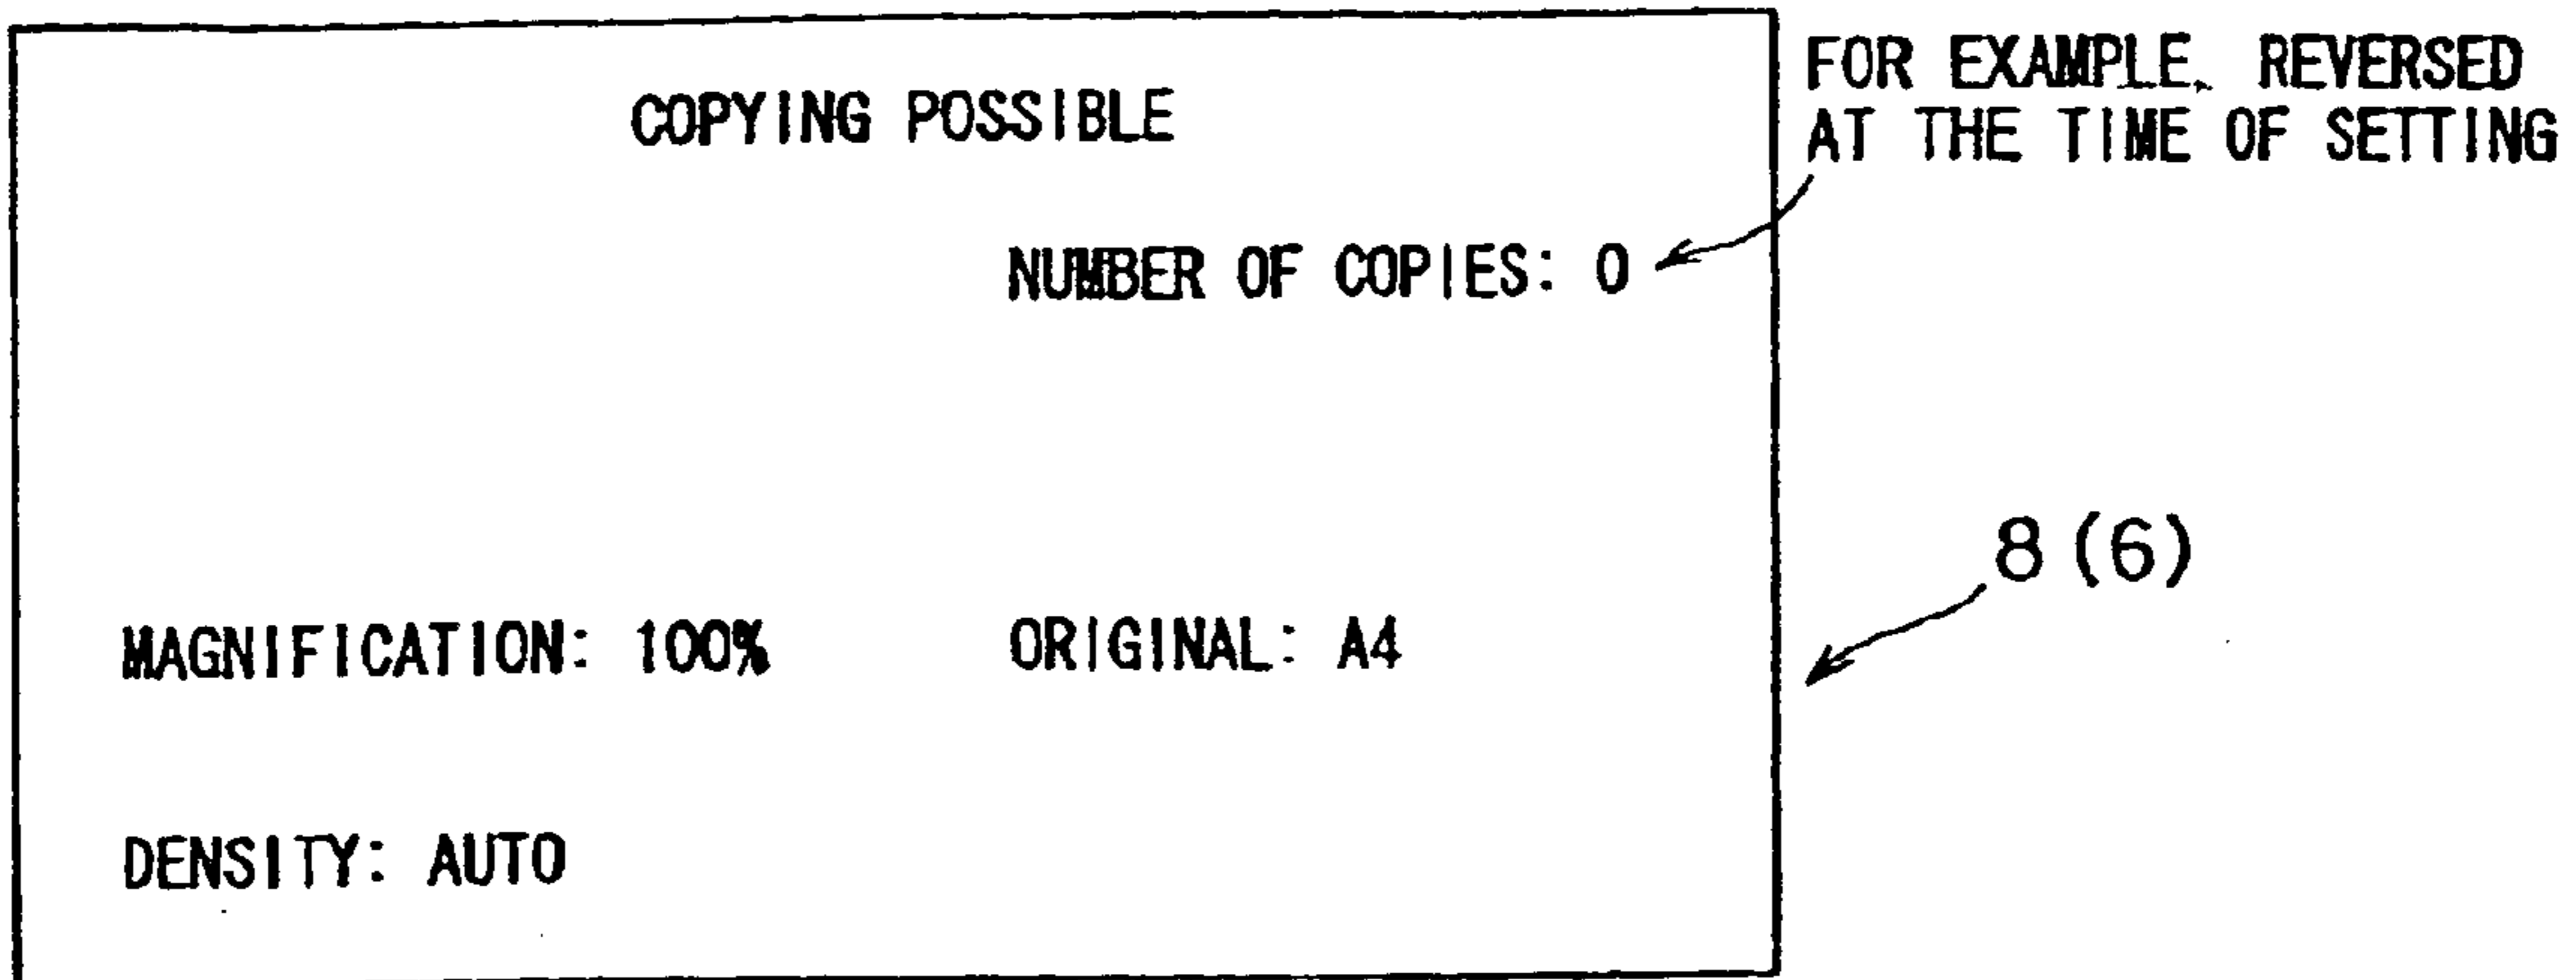 COPYING POSSIBLE
FOR EXAMPLE, REVERSED
AT THE TIME OF SETTING
NUMBER OF COPIES: 0
8(6)
MAGNIFICATION: 100% ORIGINAL: A4
DENSITY: AUTO